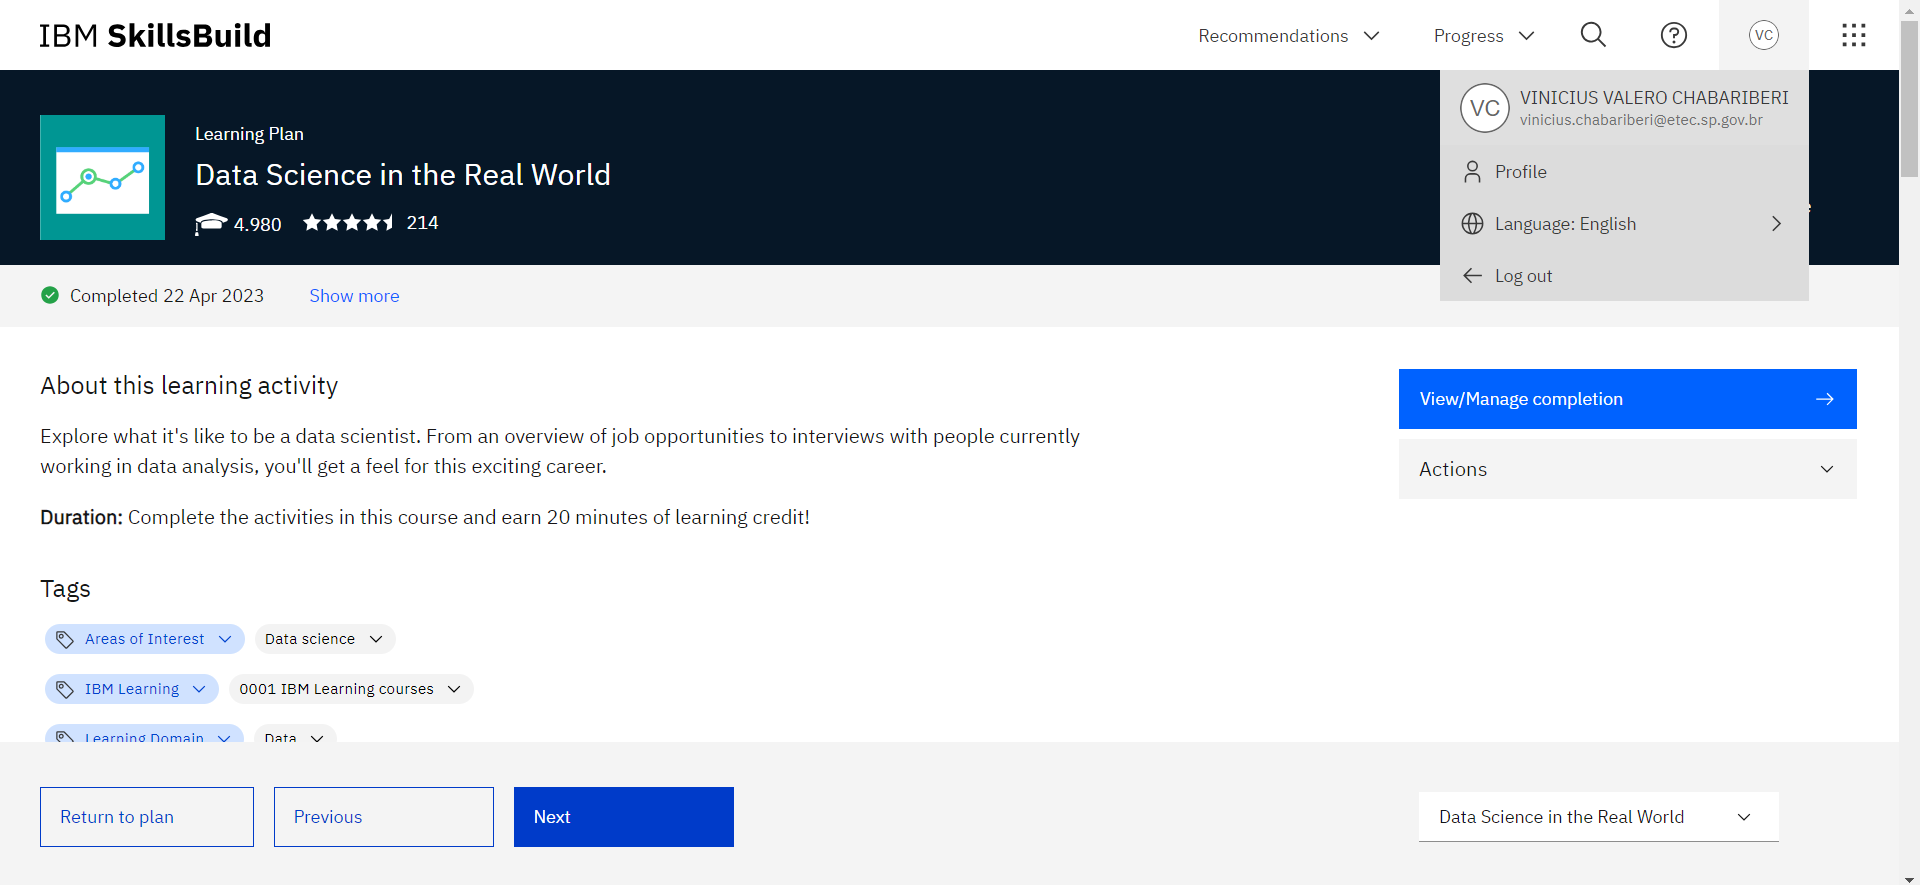 IBM SkillsBuild
Recommendations
Progress
VC
VC
VINICIUS VALERO CHABARIBERI
vinicius.chabariberi@etec.sp.gov.br
Profile
Language: English
Log out
Learning Plan
Data Science in the Real World
4.980
214
Completed 22 Apr 2023
Show more
About this learning activity
Explore what it's like to be a data scientist. From an overview of job opportunities to interviews with people currently
working in data analysis, you'll get a feel for this exciting career.
Duration: Complete the activities in this course and earn 20 minutes of learning credit!
View/Manage completion
Actions
Tags
Areas of Interest
Data science
IBM Learning
0001 IBM Learning courses
Learning Domain
Data
Return to plan
Previous
Next
Data Science in the Real World